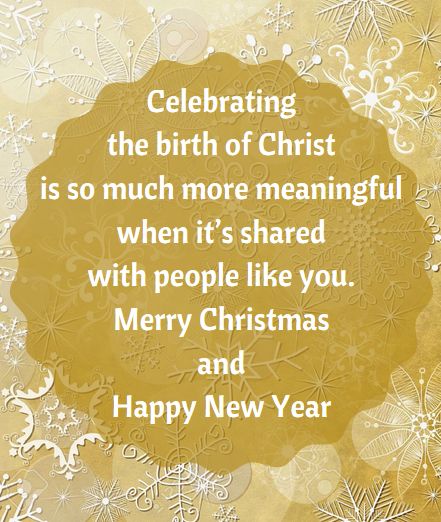 Celebrating
the birth of Christ
is so much more meaningful
when it’s shared
with people like you.
Merry Christmas
and
Happy New Year